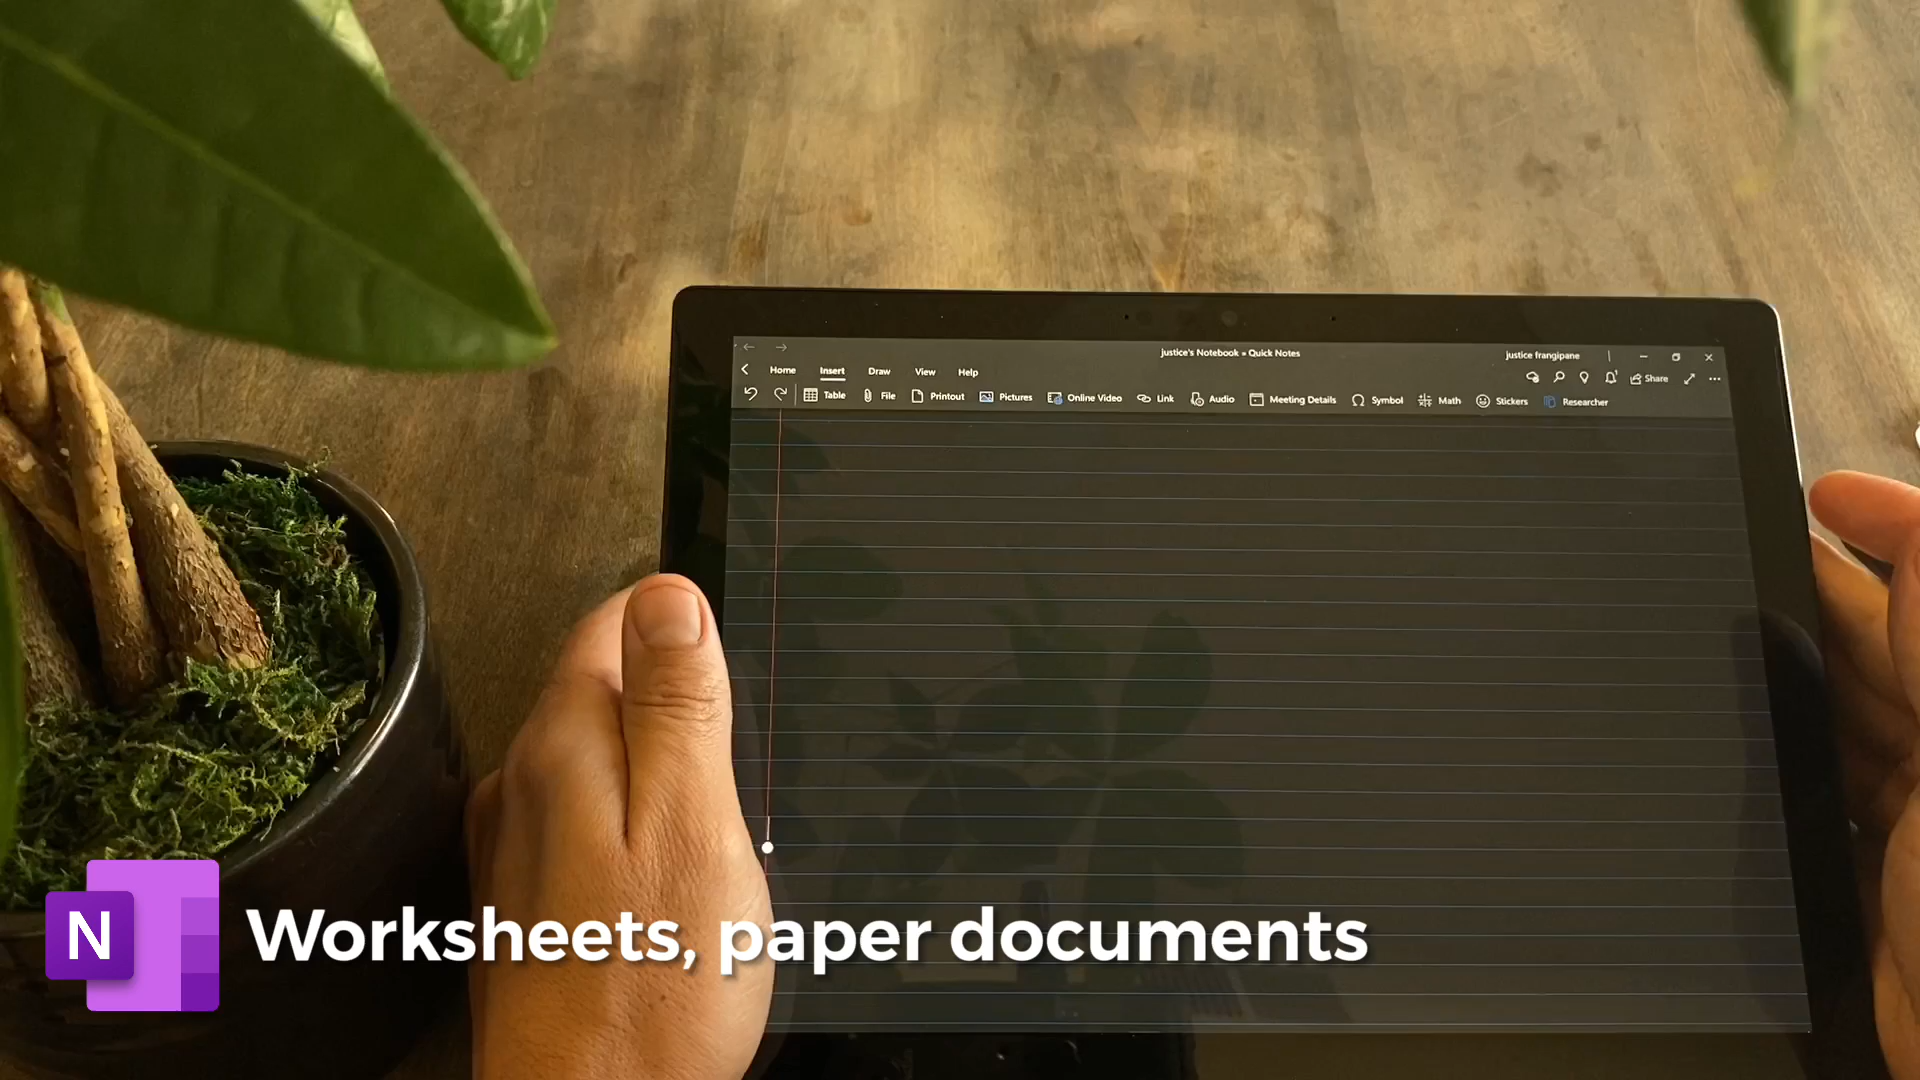 justice's Notebook » Quick Notes
justice frangipane
Home Insert Draw View Help
Share
Table File Printout Pictures Online Video Link Audio Meeting Details Symbol Math Stickers Researcher
N Worksheets, paper documents